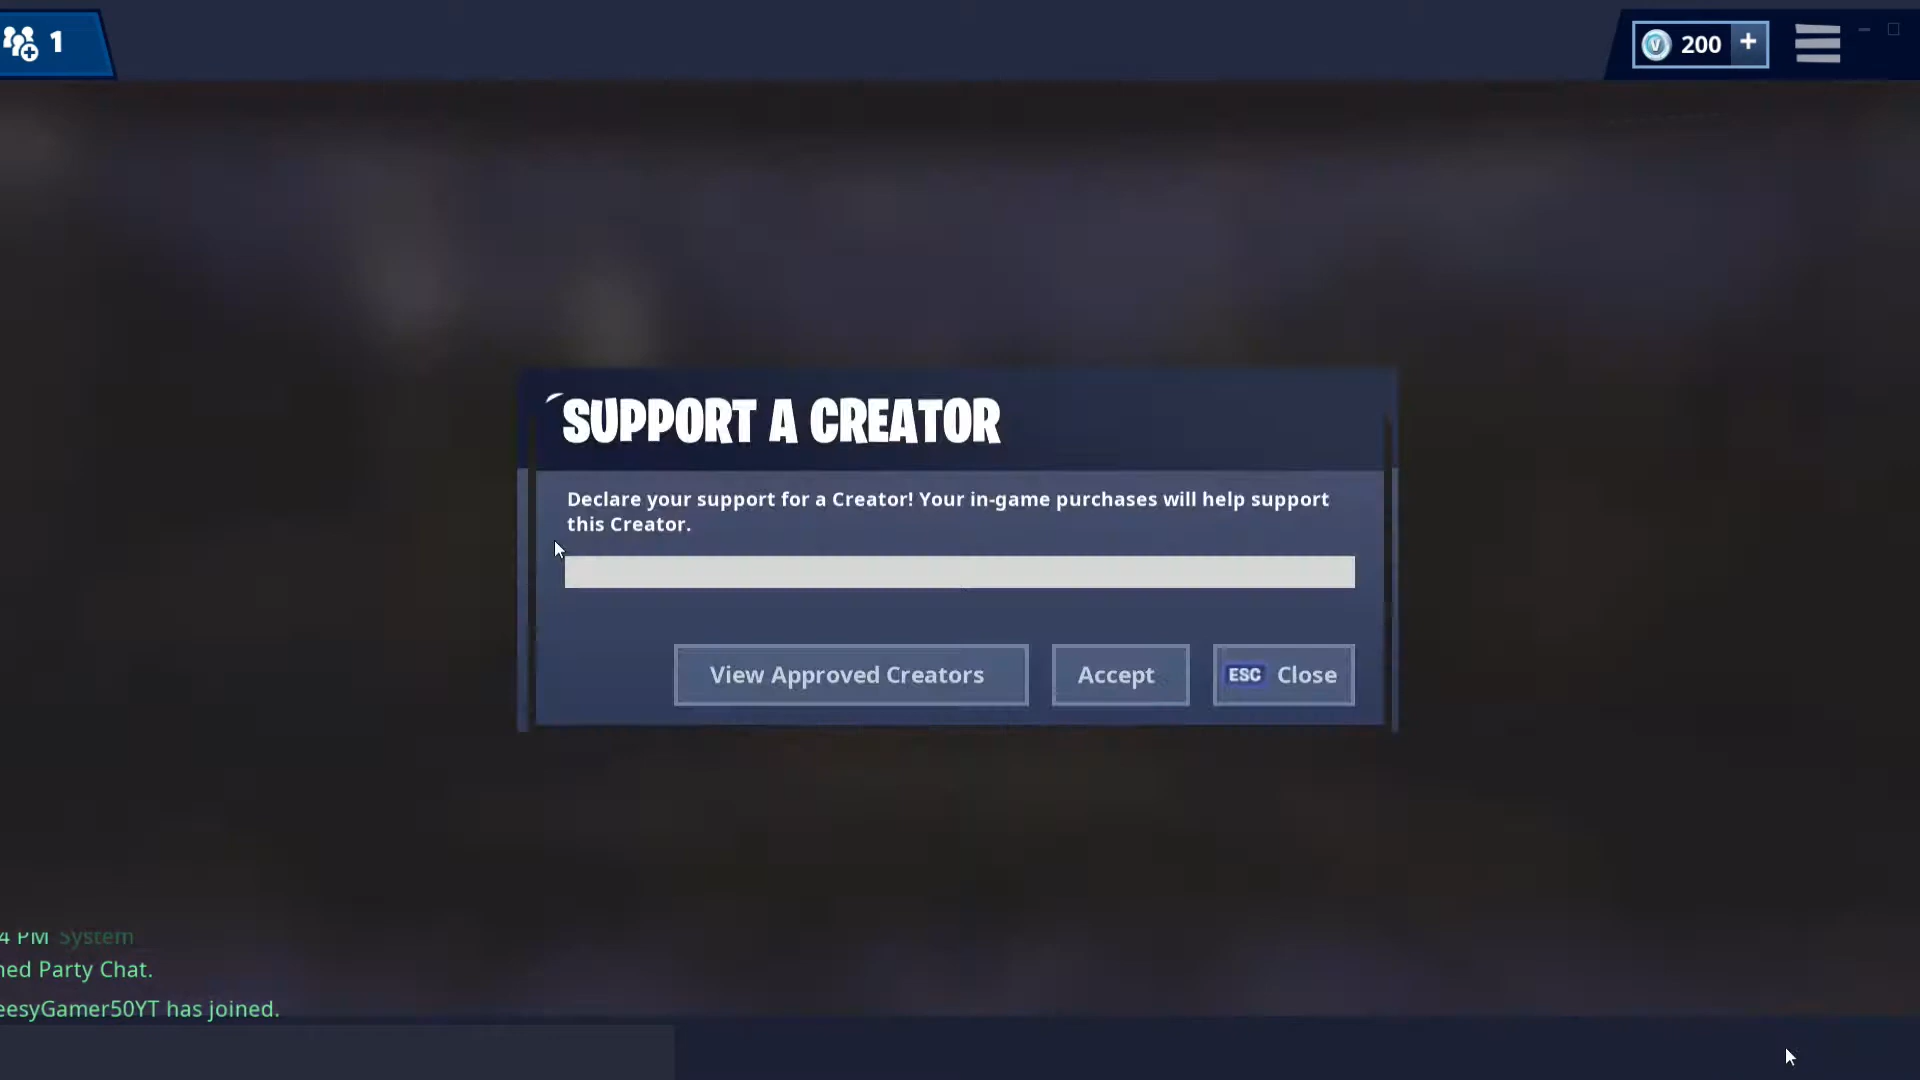 1
200 +
SUPPORT A CREATOR
Declare your support for a Creator! Your in-game purchases will help support
this Creator.
View Approved Creators
Accept
ESC Close
4 PM System
ned Party Chat.
eesyGamer50YT has joined.